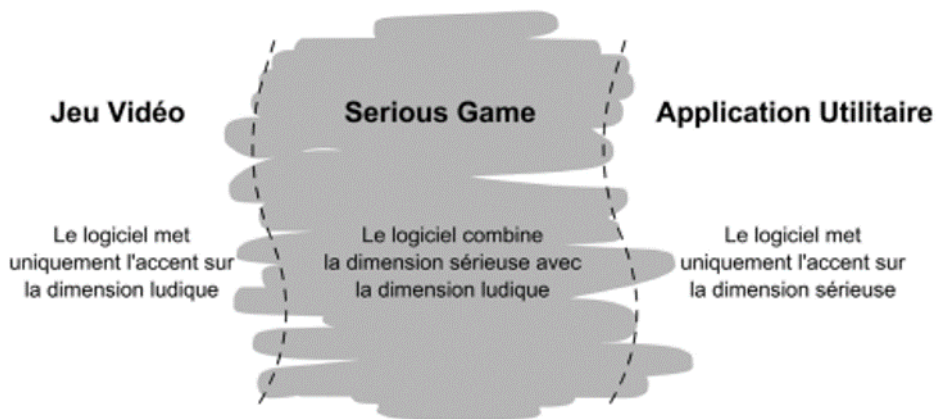 Jeu Vidéo
Serious Game
Application Utilitaire
Le logiciel met
uniquement l'accent sur
la dimension ludique
Le logiciel combine
la dimension sérieuse avec
la dimension ludique
Le logiciel met
uniquement l'accent sur
la dimension sérieuse